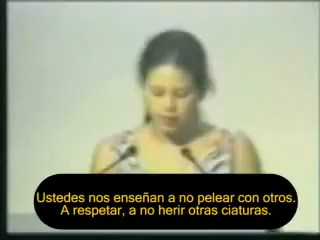 Ustedes nos enseñan a no pelear con otros.
A respetar, a no herir otras ciaturas.